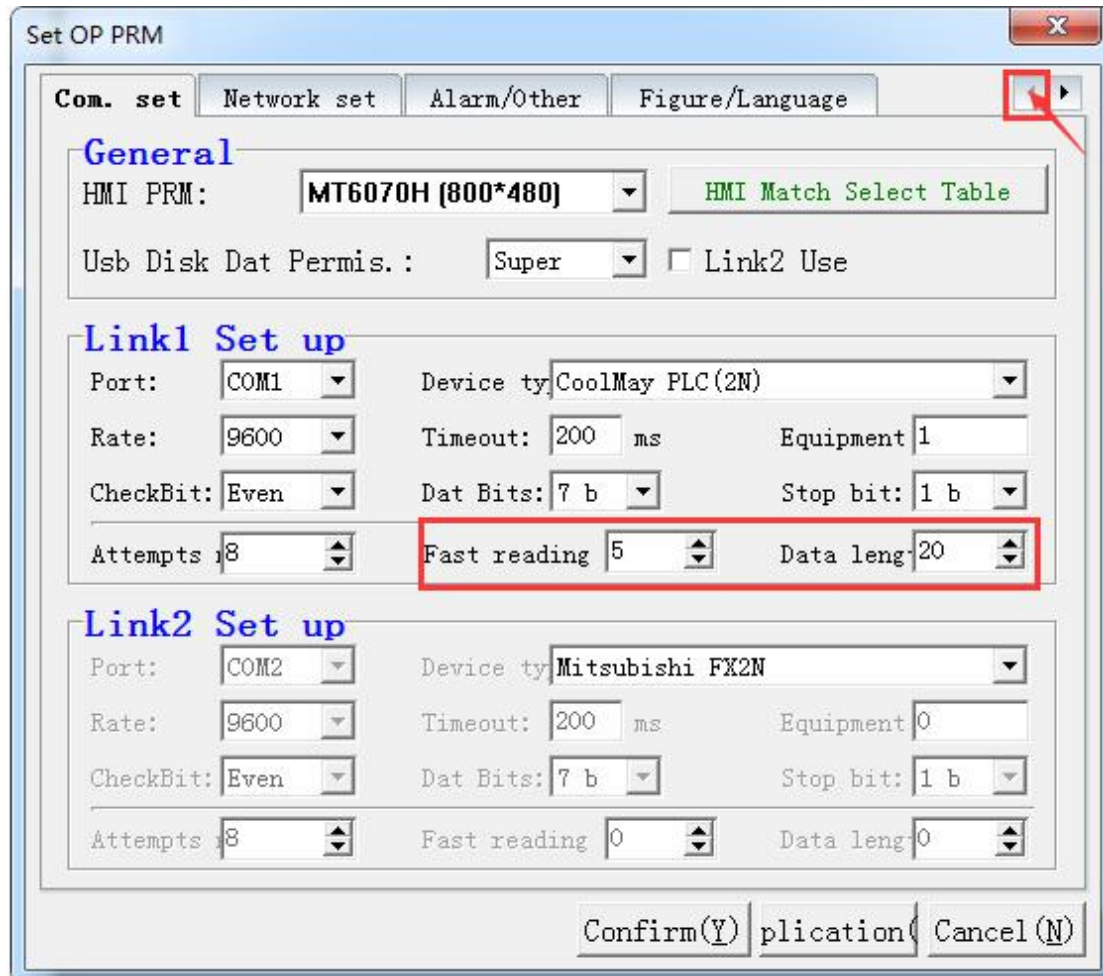 Set OP PRM
Com. set Network set Alarm/Other Figure/Language
General
HMI PRM: MT6070H (800*480) HMI Match Select Table
Usb Disk Dat Permis.: Super Link2 Use
Link1 Set up
Port: COM1 Device ty CoolMay PLC(2N)
Rate: 9600 Timeout: 200 ms Equipment 1
CheckBit: Even Dat Bits: 7 b Stop bit: 1 b
Attempts 8 Fast reading 5 Data leng 20
Link2 Set up
Port: COM2 Device ty Mitsubishi FX2N
Rate: 9600 Timeout: 200 ms Equipment 0
CheckBit: Even Dat Bits: 7 b Stop bit: 1 b
Attempts 8 Fast reading 0 Data leng 0
Confirm(Y) plication( Cancel(N)